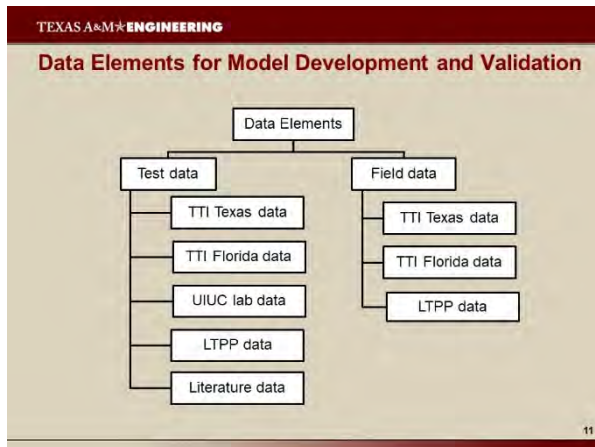 TEXAS A&M★ENGINEERING
Data Elements for Model Development and Validation
Data Elements
Test data
Field data
TTI Texas data
TTI Florida data
UIUC lab data
LTPP data
Literature data
TTI Texas data
TTI Florida data
LTPP data
11